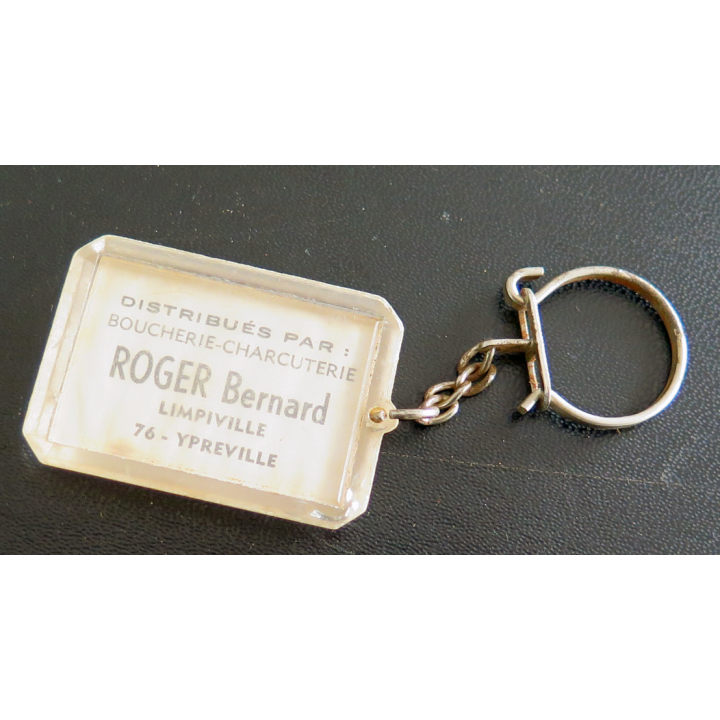 DISTRIBUÉS PAR :
BOUCHERIE-CHARCUTERIE
ROGER Bernard
LIMPIVILLE
76 - YPREVILLE